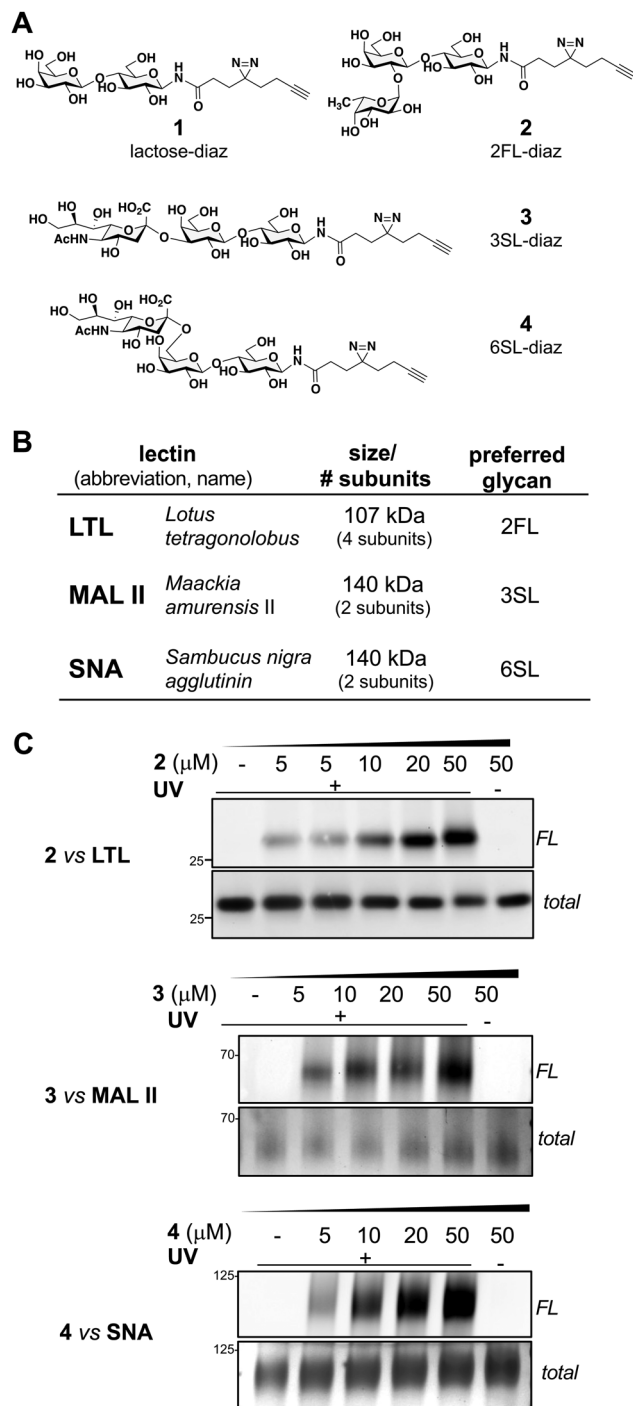 A
1
lactose-diaz
2
2FL-diaz
3
3SL-diaz
4
6SL-diaz
B
lectin
(abbreviation, name)
size/
# subunits
preferred
glycan
LTL
Lotus
tetragonolobus
107 kDa
(4 subunits)
2FL
MAL II
Maackia
amurensis II
140 kDa
(2 subunits)
3SL
SNA
Sambucus nigra
agglutinin
140 kDa
(2 subunits)
6SL
C
2 (μM) - 5 5 10 20 50 50
UV + -
2 vs LTL
25
FL
25
total
3 (μM) - 5 10 20 50 50
UV + -
3 vs MAL II
70
FL
70
total
4 (μM) - 5 10 20 50 50
UV + -
4 vs SNA
125
FL
125
total